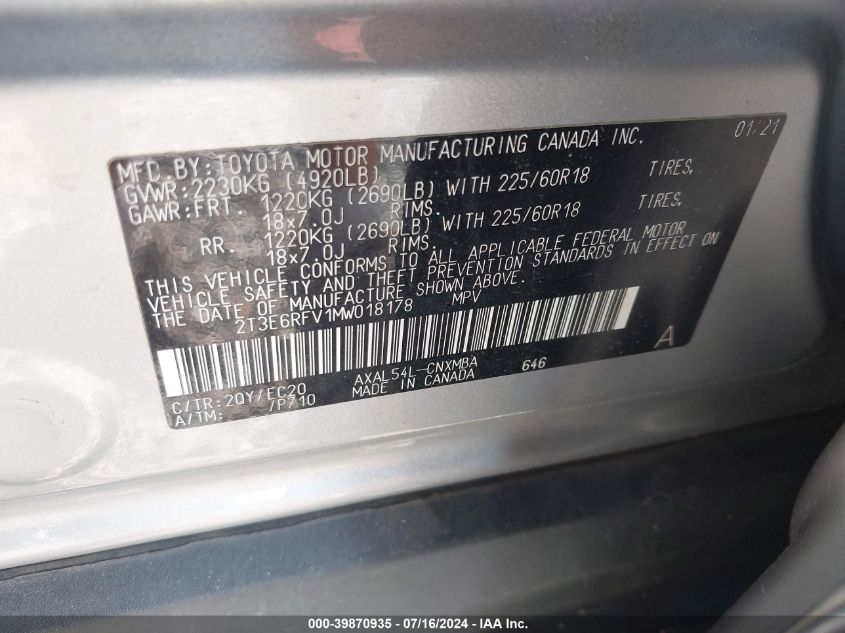 01/21
MFD. BY: TOYOTA MOTOR MANUFACTURING CANADA INC.
GVWR: 2230KG (4920LB)
GAWR: FRT. 1220KG (2690LB) WITH 225/60R18 TIRES,
18x7.0J RIMS.
RR. 1220KG (2690LB) WITH 225/60R18 TIRES,
18x7.0J RIMS.
THIS VEHICLE CONFORMS TO ALL APPLICABLE FEDERAL MOTOR
VEHICLE SAFETY AND THEFT PREVENTION STANDARDS IN EFFECT ON
THE DATE OF MANUFACTURE SHOWN ABOVE.
2T3E6RFV1MW018178 MPV
A
C/TR: 2QY/EC20 AXAL54L-CNXMBA 646
A/TM: /P710 MADE IN CANADA
000-39870935 - 07/16/2024 - IAA Inc.